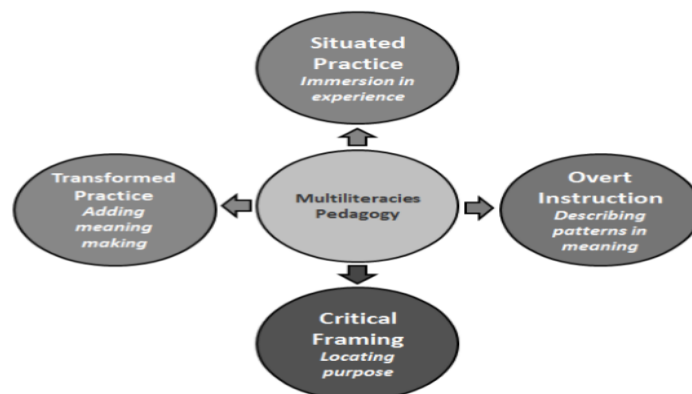 Situated
Practice
Immersion in
experience
Transformed
Practice
Adding
meaning
making
Multiliteracies
Pedagogy
Overt
Instruction
Describing
patterns in
meaning
Critical
Framing
Locating
purpose